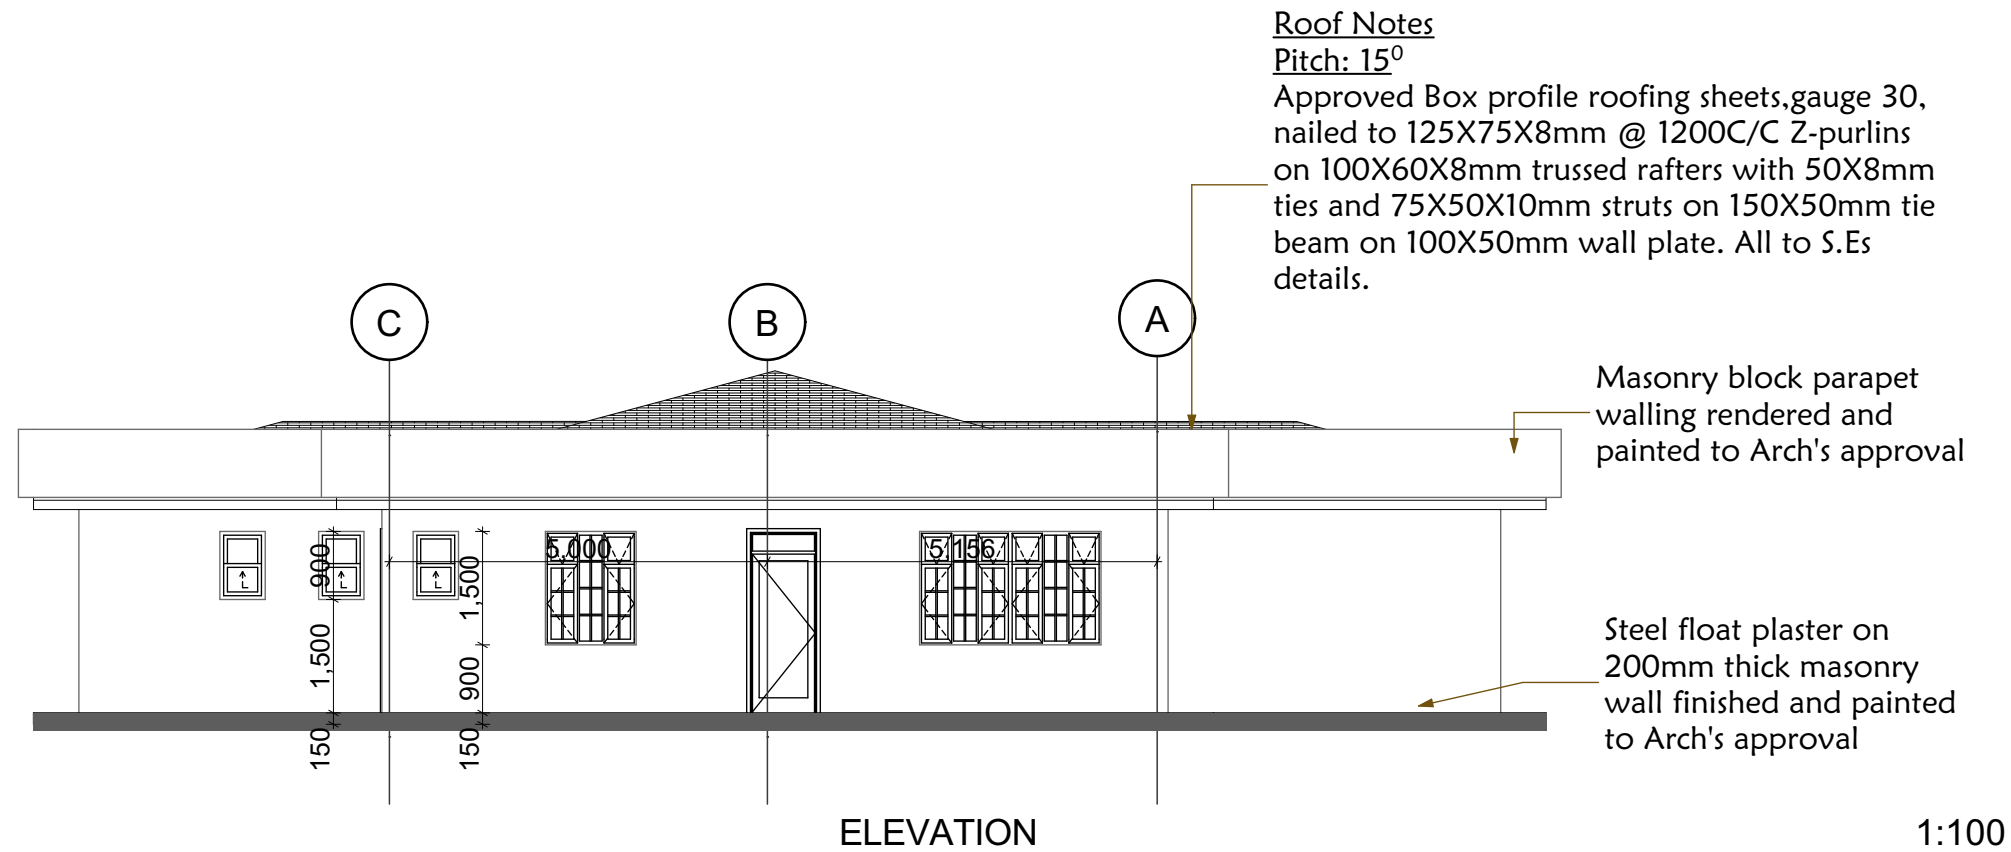 Roof Notes
Pitch: 15⁰
Approved Box profile roofing sheets,gauge 30,
nailed to 125X75X8mm @ 1200C/C Z-purlins
on 100X60X8mm trussed rafters with 50X8mm
ties and 75X50X10mm struts on 150X50mm tie
beam on 100X50mm wall plate. All to S.Es
details.
C
B
A
Masonry block parapet
walling rendered and
painted to Arch's approval
5,000
5,156
900
1,500
150
1,500
900
150
L
L
L
Steel float plaster on
200mm thick masonry
wall finished and painted
to Arch's approval
ELEVATION
1:100